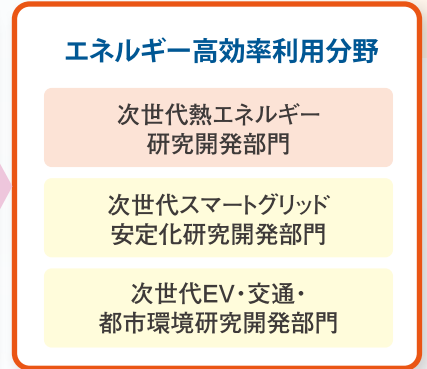 エネルギー高効率利用分野
次世代熱エネルギー
研究開発部門
次世代スマートグリッド
安定化研究開発部門
次世代EV・交通・
都市環境研究開発部門